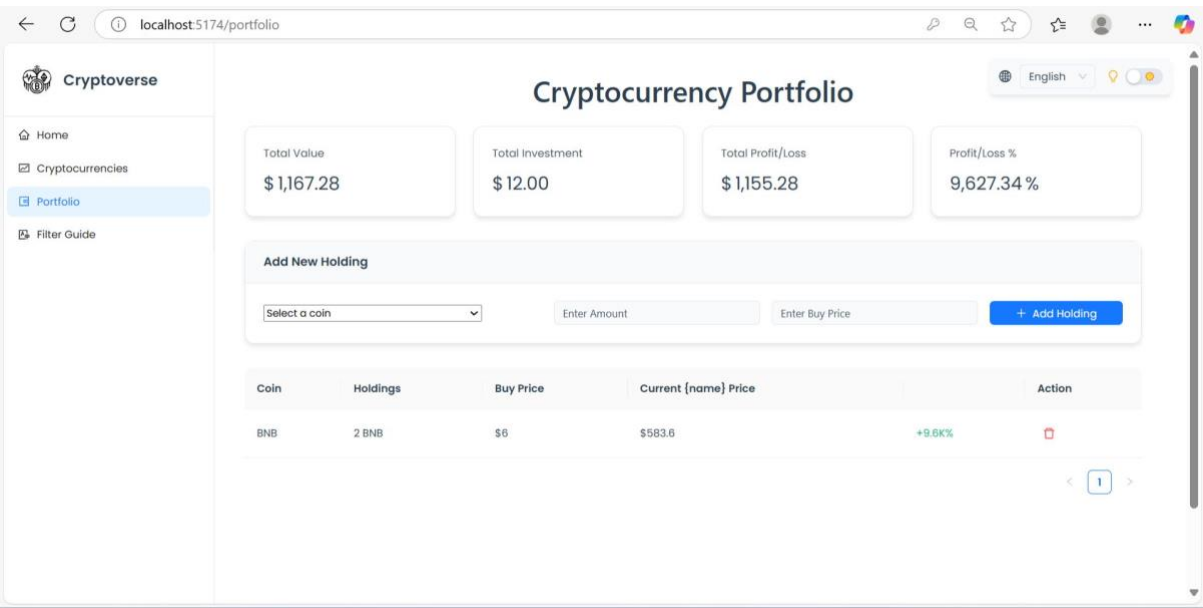 localhost:5174/portfolio
Cryptoverse
Home
Cryptocurrencies
Portfolio
Filter Guide
English
Cryptocurrency Portfolio
Total Value
$ 1,167.28
Total Investment
$ 12.00
Total Profit/Loss
$ 1,155.28
Profit/Loss %
9,627.34 %
Add New Holding
Select a coin
Enter Amount
Enter Buy Price
+ Add Holding
Coin Holdings Buy Price Current {name} Price Action
BNB 2 BNB $6 $583.6 +9.6K%
< 1 >